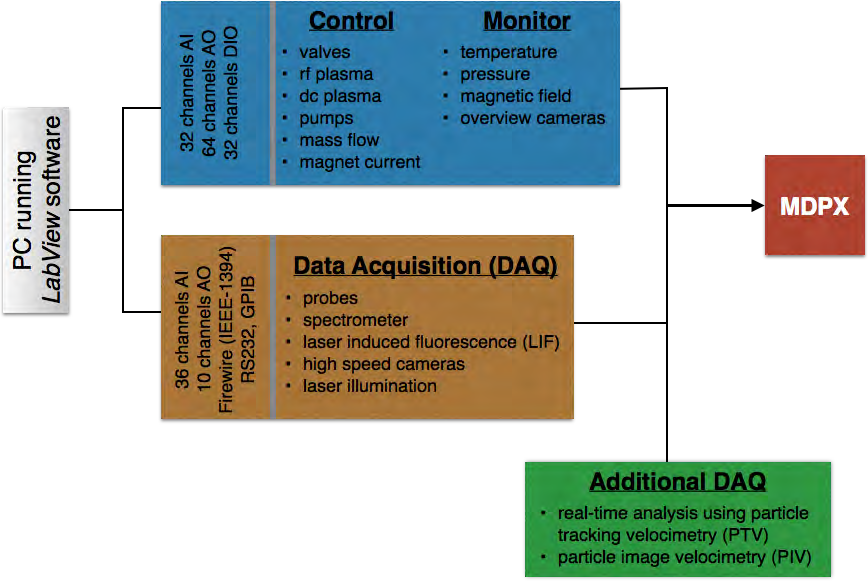 PC running
LabView software
32 channels AI
64 channels AO
32 channels DIO
Control
• valves
• rf plasma
• dc plasma
• pumps
• mass flow
• magnet current
Monitor
• temperature
• pressure
• magnetic field
• overview cameras
36 channels AI
10 channels AO
Firewire (IEEE-1394)
RS232, GPIB
Data Acquisition (DAQ)
• probes
• spectrometer
• laser induced fluorescence (LIF)
• high speed cameras
• laser illumination
MDPX
Additional DAQ
• real-time analysis using particle
tracking velocimetry (PTV)
• particle image velocimetry (PIV)